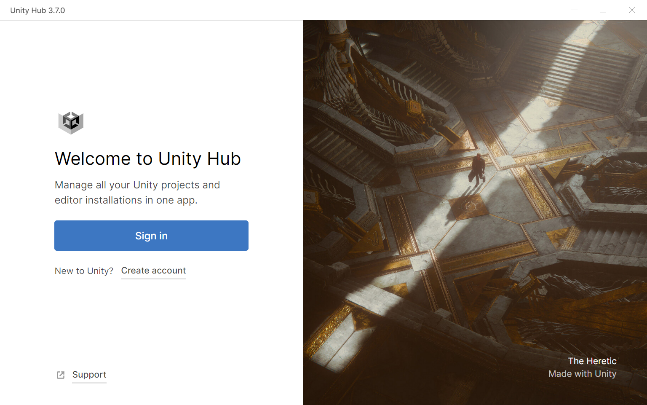 Unity Hub 3.7.0
Welcome to Unity Hub
Manage all your Unity projects and
editor installations in one app.
Sign in
New to Unity? Create account
Support
The Heretic
Made with Unity